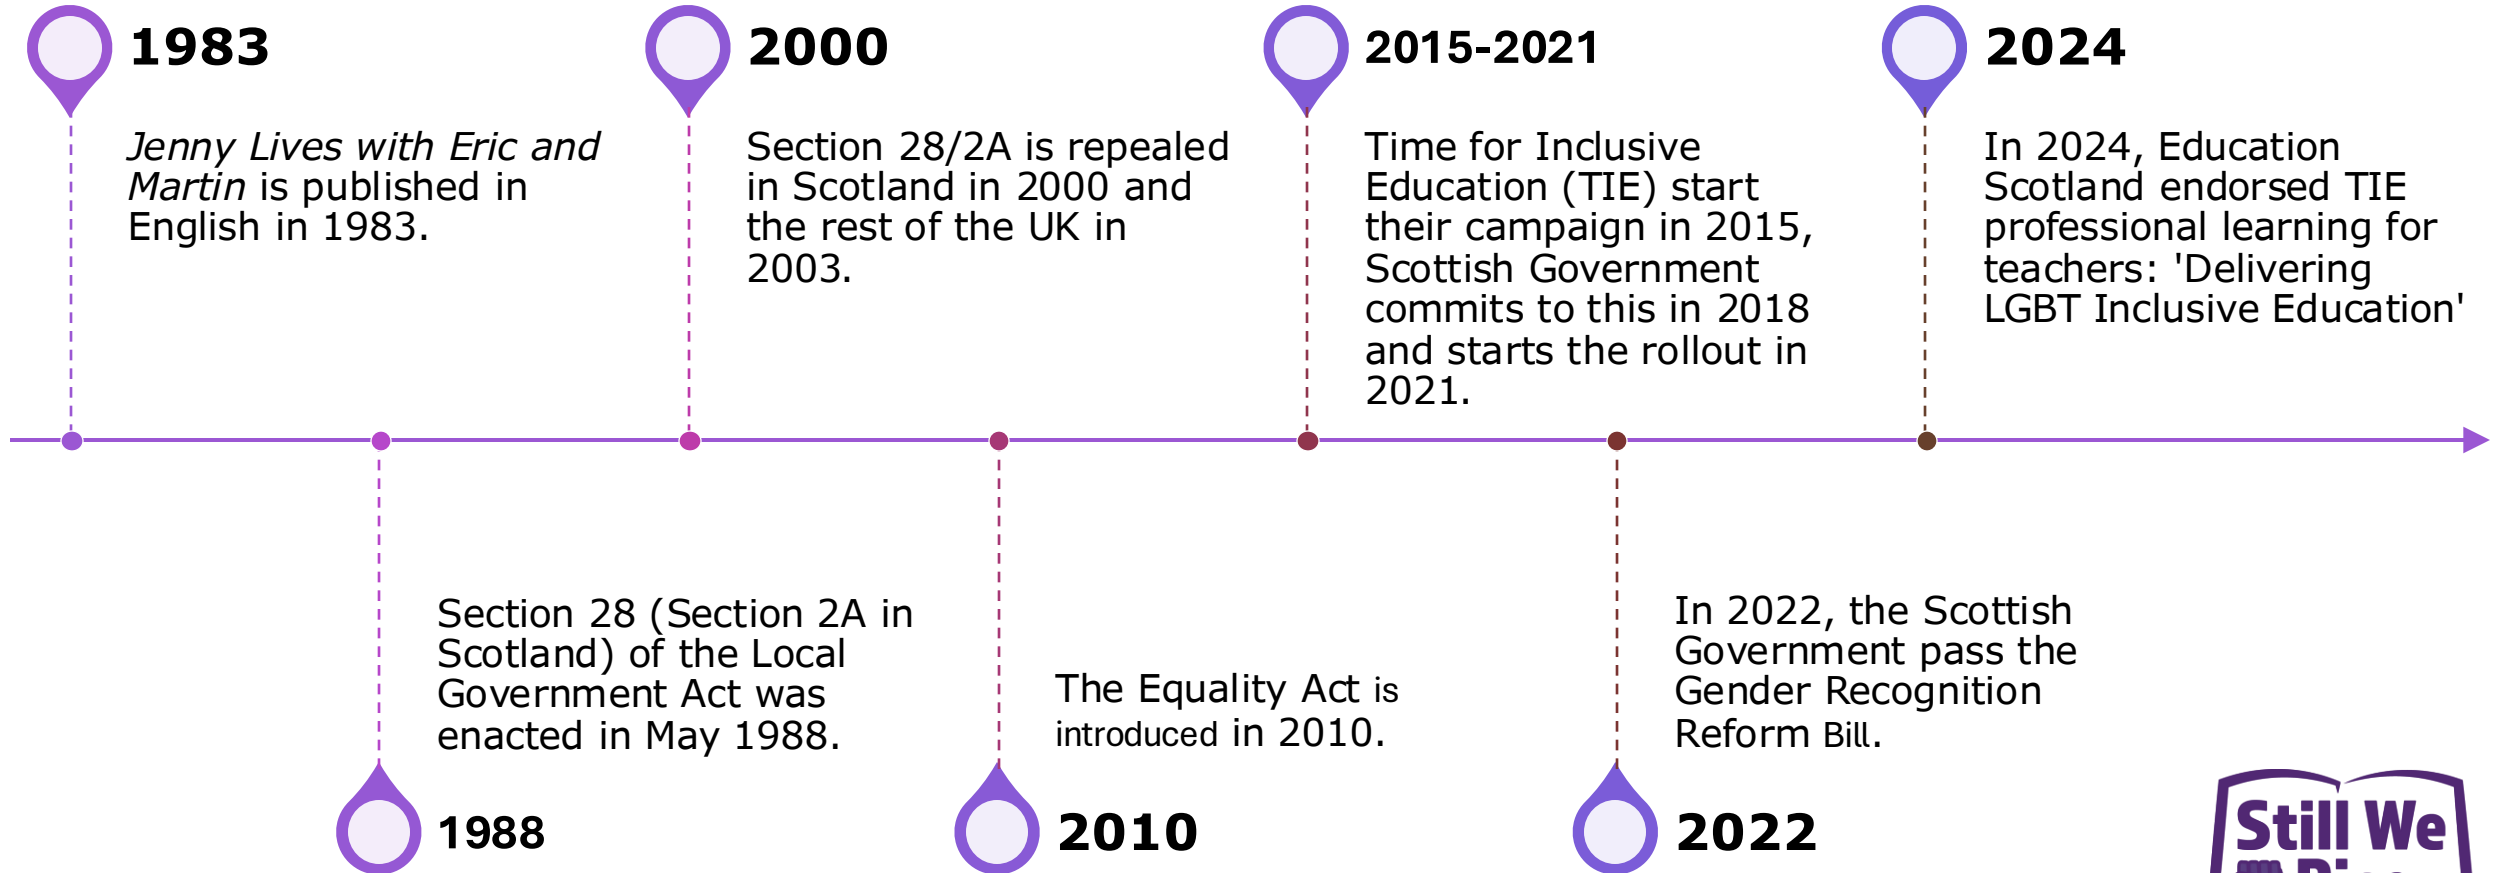 1983
Jenny Lives with Eric and
Martin is published in
English in 1983.
1988
Section 28 (Section 2A in
Scotland) of the Local
Government Act was
enacted in May 1988.
2000
Section 28/2A is repealed
in Scotland in 2000 and
the rest of the UK in
2003.
2010
The Equality Act is
introduced in 2010.
2015-2021
Time for Inclusive
Education (TIE) start
their campaign in 2015,
Scottish Government
commits to this in 2018
and starts the rollout in
2021.
2022
In 2022, the Scottish
Government pass the
Gender Recognition
Reform Bill.
2024
In 2024, Education
Scotland endorsed TIE
professional learning for
teachers: 'Delivering
LGBT Inclusive Education'
Still We